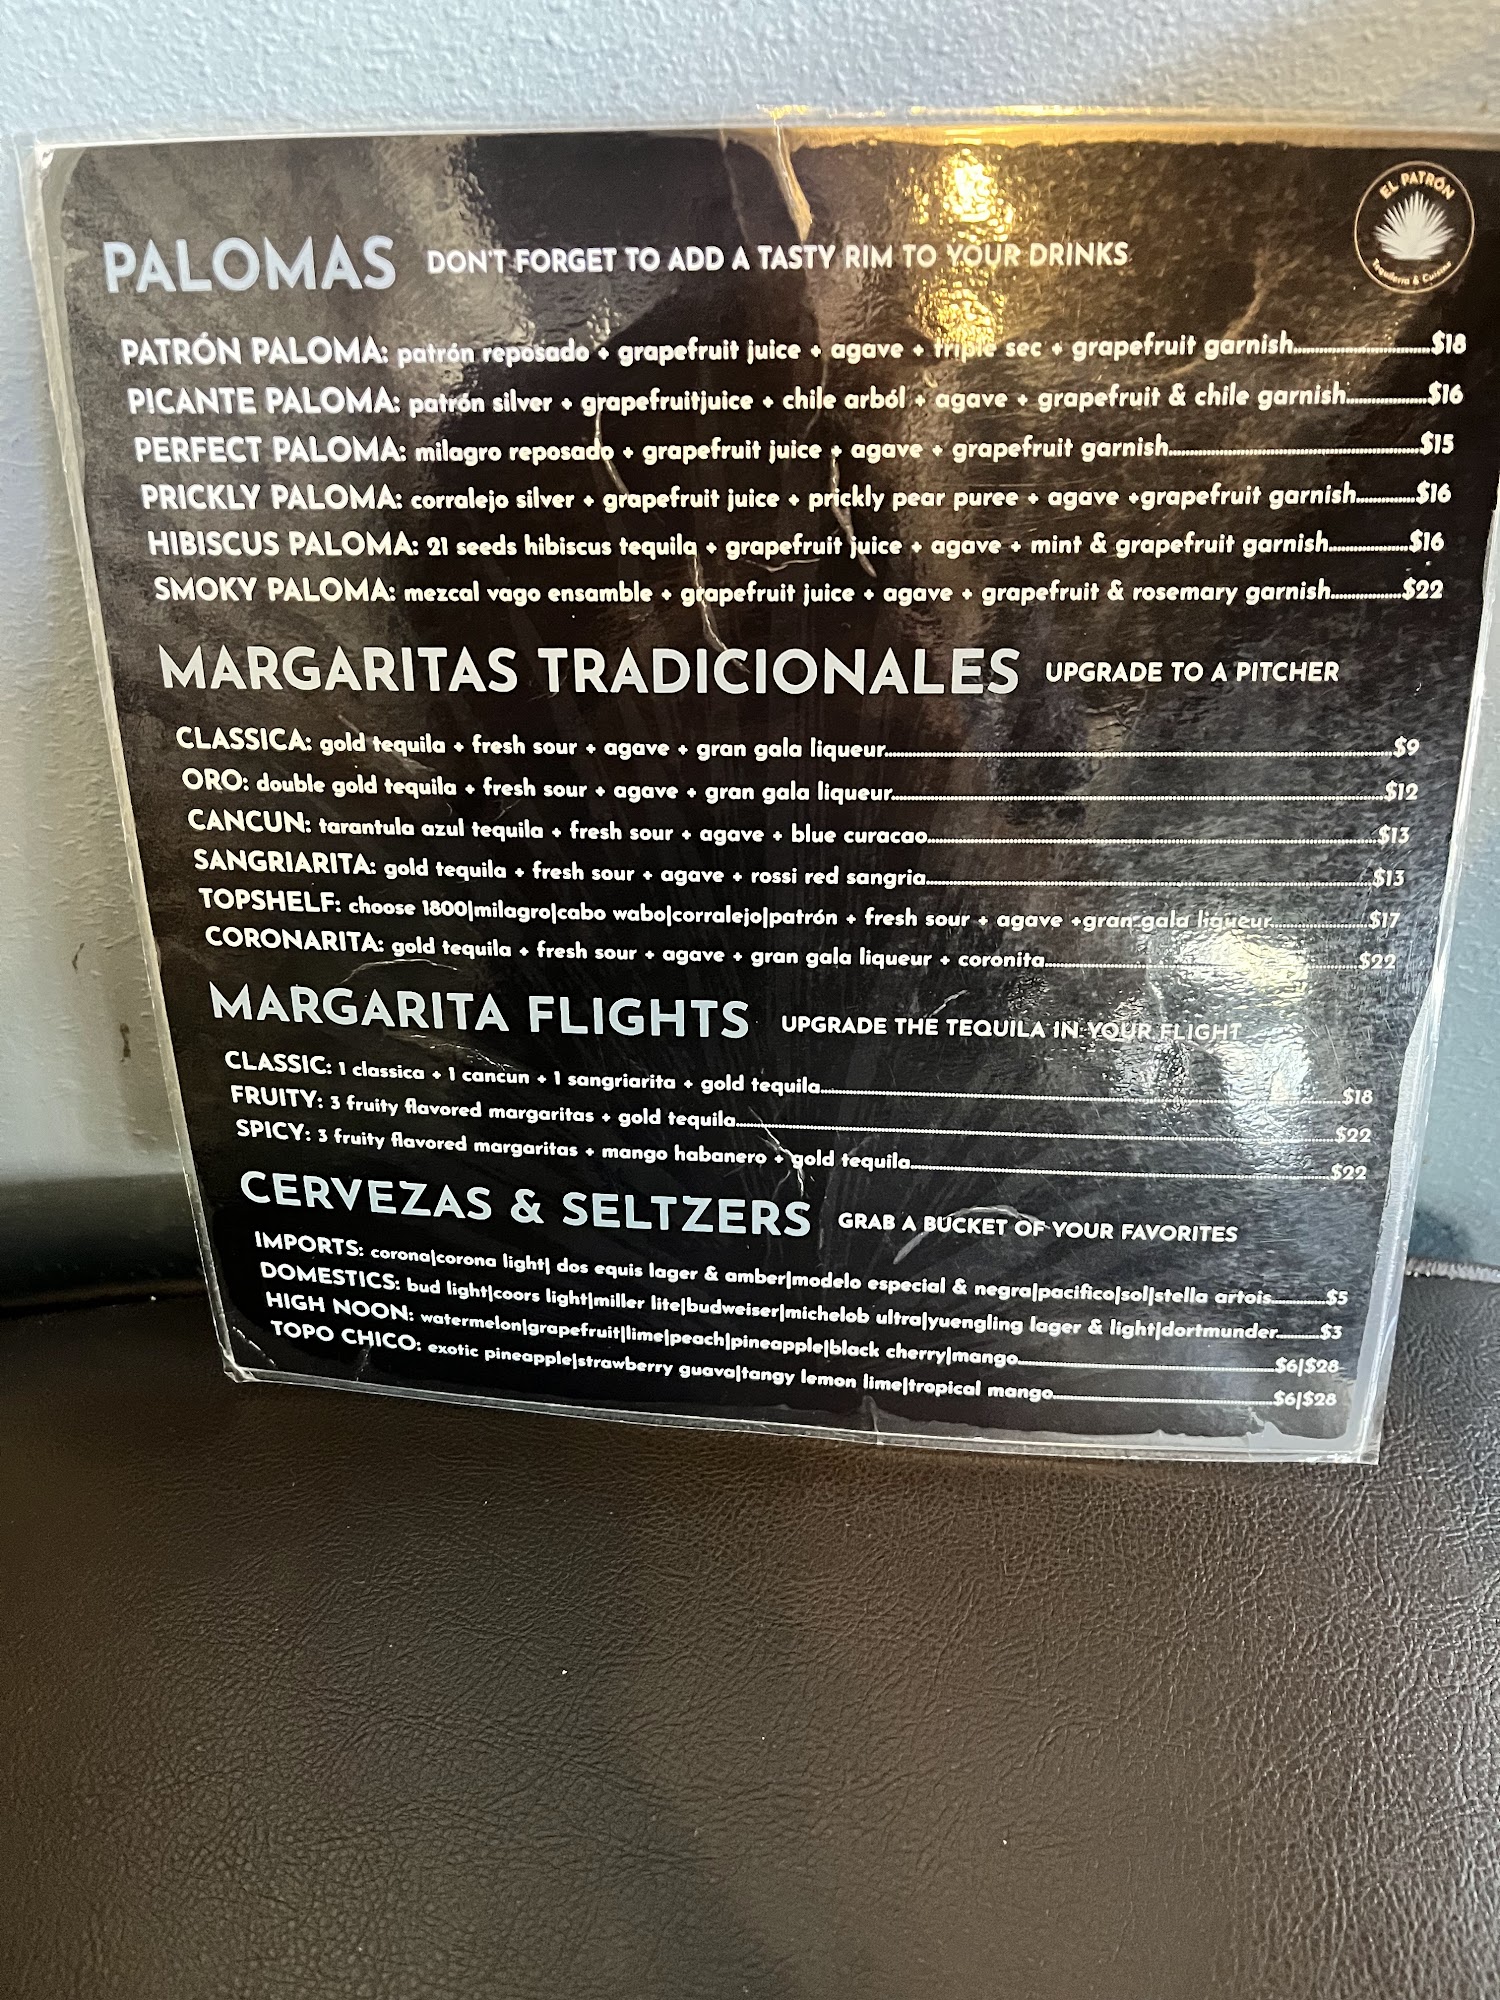 EL PATRÓN
Tequilería & Cuisine
PALOMAS DON'T FORGET TO ADD A TASTY RIM TO YOUR DRINKS
PATRÓN PALOMA: patrón reposado + grapefruit juice + agave + triple sec + grapefruit garnish $18
PICANTE PALOMA: patrón silver + grapefruitjuice + chile arból + agave + grapefruit & chile garnish $16
PERFECT PALOMA: milagro reposado + grapefruit juice + agave + grapefruit garnish $15
PRICKLY PALOMA: corralejo silver + grapefruit juice + prickly pear puree + agave +grapefruit garnish $16
HIBISCUS PALOMA: 21 seeds hibiscus tequila + grapefruit juice + agave + mint & grapefruit garnish $16
SMOKY PALOMA: mezcal vago ensamble + grapefruit juice + agave + grapefruit & rosemary garnish $22
MARGARITAS TRADICIONALES UPGRADE TO A PITCHER
CLASSICA: gold tequila + fresh sour + agave + gran gala liqueur $9
ORO: double gold tequila + fresh sour + agave + gran gala liqueur $12
CANCUN: tarantula azul tequila + fresh sour + agave + blue curacao $13
SANGRIARITA: gold tequila + fresh sour + agave + rossi red sangria $13
TOPSHELF: choose 1800|milagro|cabo wabo|corralejo|patrón + fresh sour + agave +gran gala liqueur $17
CORONARITA: gold tequila + fresh sour + agave + gran gala liqueur + coronita $22
MARGARITA FLIGHTS UPGRADE THE TEQUILA IN YOUR FLIGHT
CLASSIC: 1 classica + 1 cancun + 1 sangriarita + gold tequila $18
FRUITY: 3 fruity flavored margaritas + gold tequila $22
SPICY: 3 fruity flavored margaritas + mango habanero + gold tequila $22
CERVEZAS & SELTZERS GRAB A BUCKET OF YOUR FAVORITES
IMPORTS: corona|corona light| dos equis lager & amber|modelo especial & negra|pacifico|sol|stella artois $5
DOMESTICS: bud light|coors light|miller lite|budweiser|michelob ultra|yuengling lager & light|dortmunder $3
HIGH NOON: watermelon|grapefruit|lime|peach|pineapple|black cherry|mango $6|$28
TOPO CHICO: exotic pineapple|strawberry guava|tangy lemon lime|tropical mango $6|$28